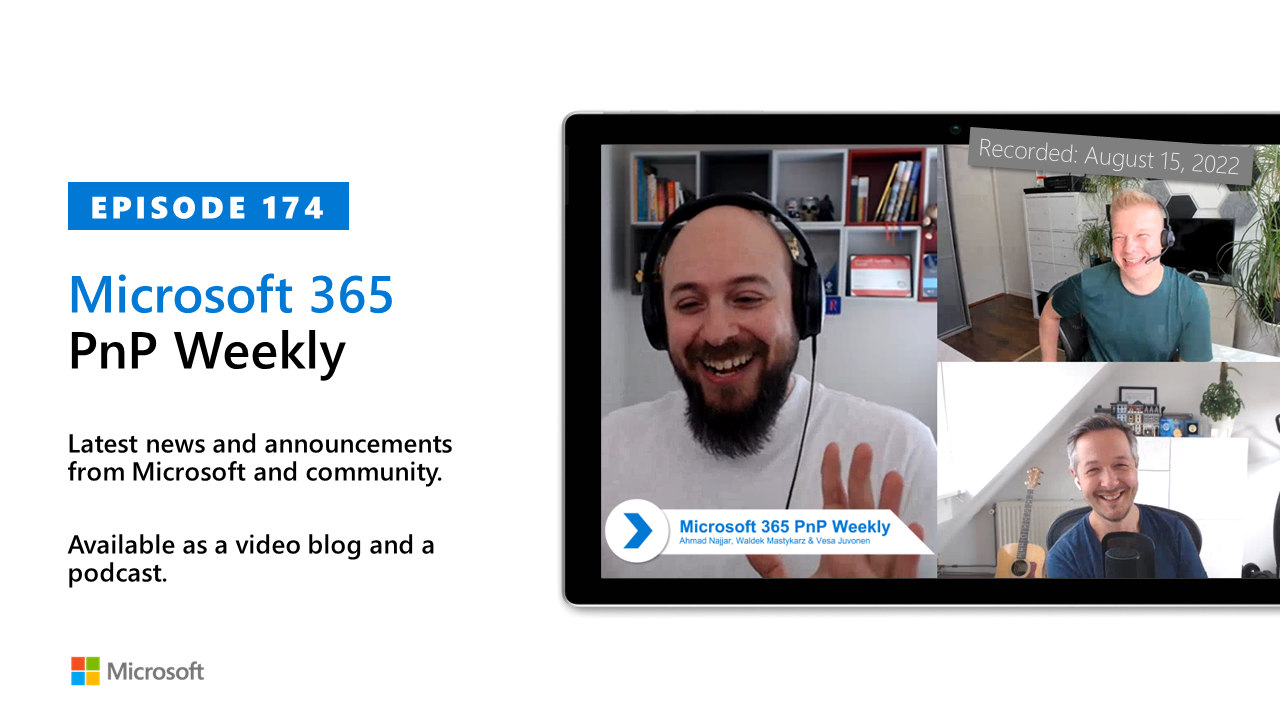 EPISODE 174
Microsoft 365
PnP Weekly
Latest news and announcements
from Microsoft and community.
Available as a video blog and a
podcast.
Microsoft
Recorded: August 15, 2022
Microsoft 365 PnP Weekly
Ahmad Najjar, Waldek Mastykarz & Vesa Juvonen